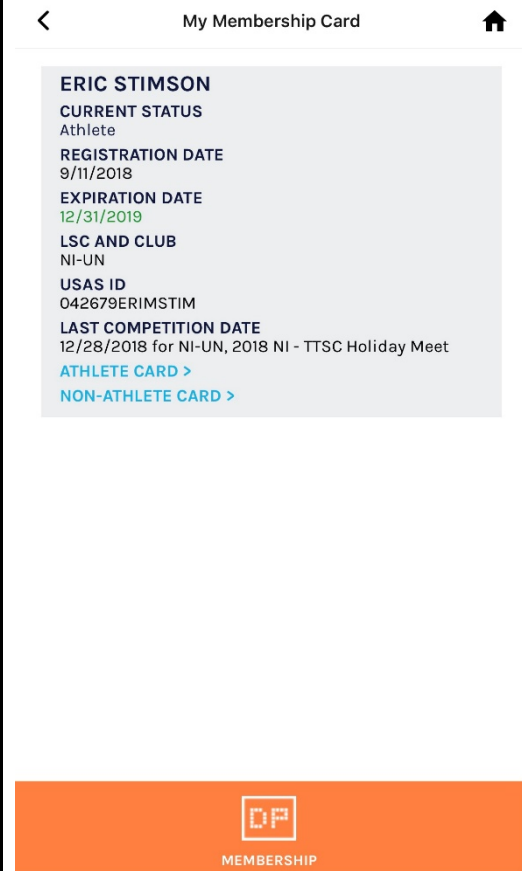 My Membership Card
ERIC STIMSON
CURRENT STATUS
Athlete
REGISTRATION DATE
9/11/2018
EXPIRATION DATE
12/31/2019
LSC AND CLUB
NI-UN
USAS ID
042679ERIMSTIM
LAST COMPETITION DATE
12/28/2018 for NI-UN, 2018 NI - TTSC Holiday Meet
ATHLETE CARD >
NON-ATHLETE CARD >
DP
MEMBERSHIP